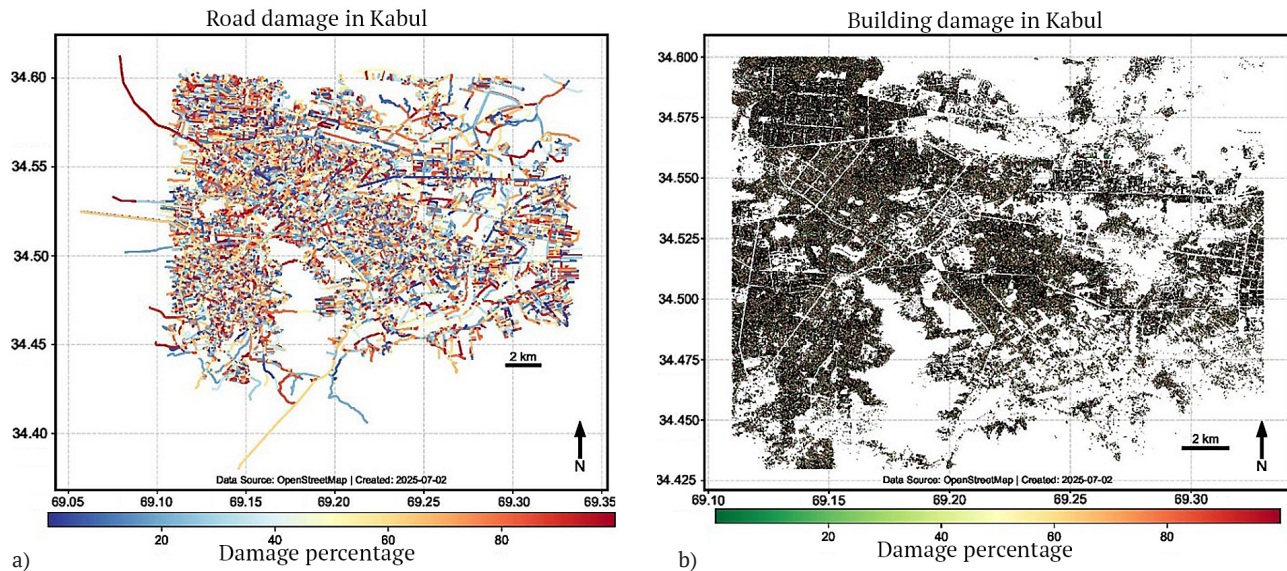 Road damage in Kabul
34.60
34.55
34.50
34.45
34.40
2 km
N
Data Source: OpenStreetMap | Created: 2025-07-02
69.05 69.10 69.15 69.20 69.25 69.30 69.35
20 40 60 80
Damage percentage
a)
Building damage in Kabul
34.600
34.575
34.550
34.525
34.500
34.475
34.450
34.425
2 km
N
Data Source: OpenStreetMap | Created: 2025-07-02
69.10 69.15 69.20 69.25 69.30
20 40 60 80
Damage percentage
b)